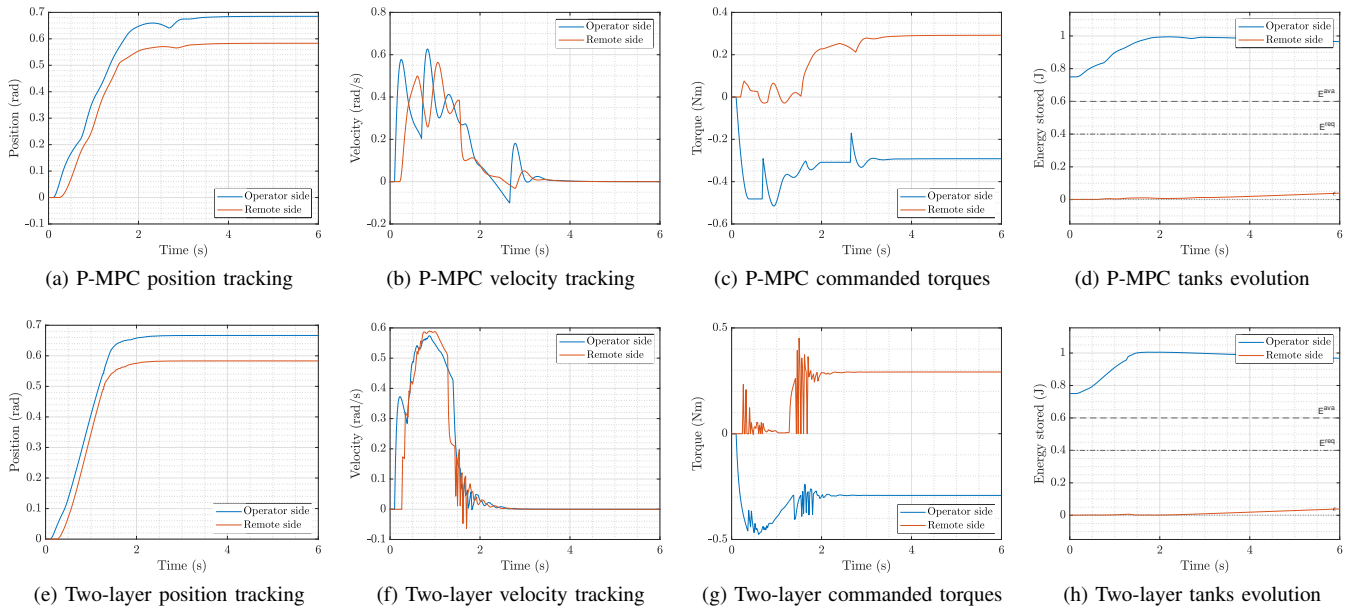 0.7
0.6
0.5
0.4
0.3
0.2
0.1
0
-0.1
0
2
4
6
Position (rad)
Time (s)
Operator side
Remote side
(a) P-MPC position tracking
0.8
0.6
0.4
0.2
0
-0.2
0
2
4
6
Velocity (rad/s)
Time (s)
Operator side
Remote side
(b) P-MPC velocity tracking
0.4
0.2
0
-0.2
-0.4
-0.6
0
2
4
6
Torque (Nm)
Time (s)
Operator side
Remote side
(c) P-MPC commanded torques
1
0.8
0.6
0.4
0.2
0
0
2
4
6
Energy stored (J)
Time (s)
Operator side
Remote side
E^ava
E^req
(d) P-MPC tanks evolution
0.7
0.6
0.5
0.4
0.3
0.2
0.1
0
0
2
4
6
Position (rad)
Time (s)
Operator side
Remote side
(e) Two-layer position tracking
0.6
0.5
0.4
0.3
0.2
0.1
0
-0.1
0
2
4
6
Velocity (rad/s)
Time (s)
Operator side
Remote side
(f) Two-layer velocity tracking
0.5
0
-0.5
0
2
4
6
Torque (Nm)
Time (s)
Operator side
Remote side
(g) Two-layer commanded torques
1
0.8
0.6
0.4
0.2
0
0
2
4
6
Energy stored (J)
Time (s)
Operator side
Remote side
E^ava
E^req
(h) Two-layer tanks evolution